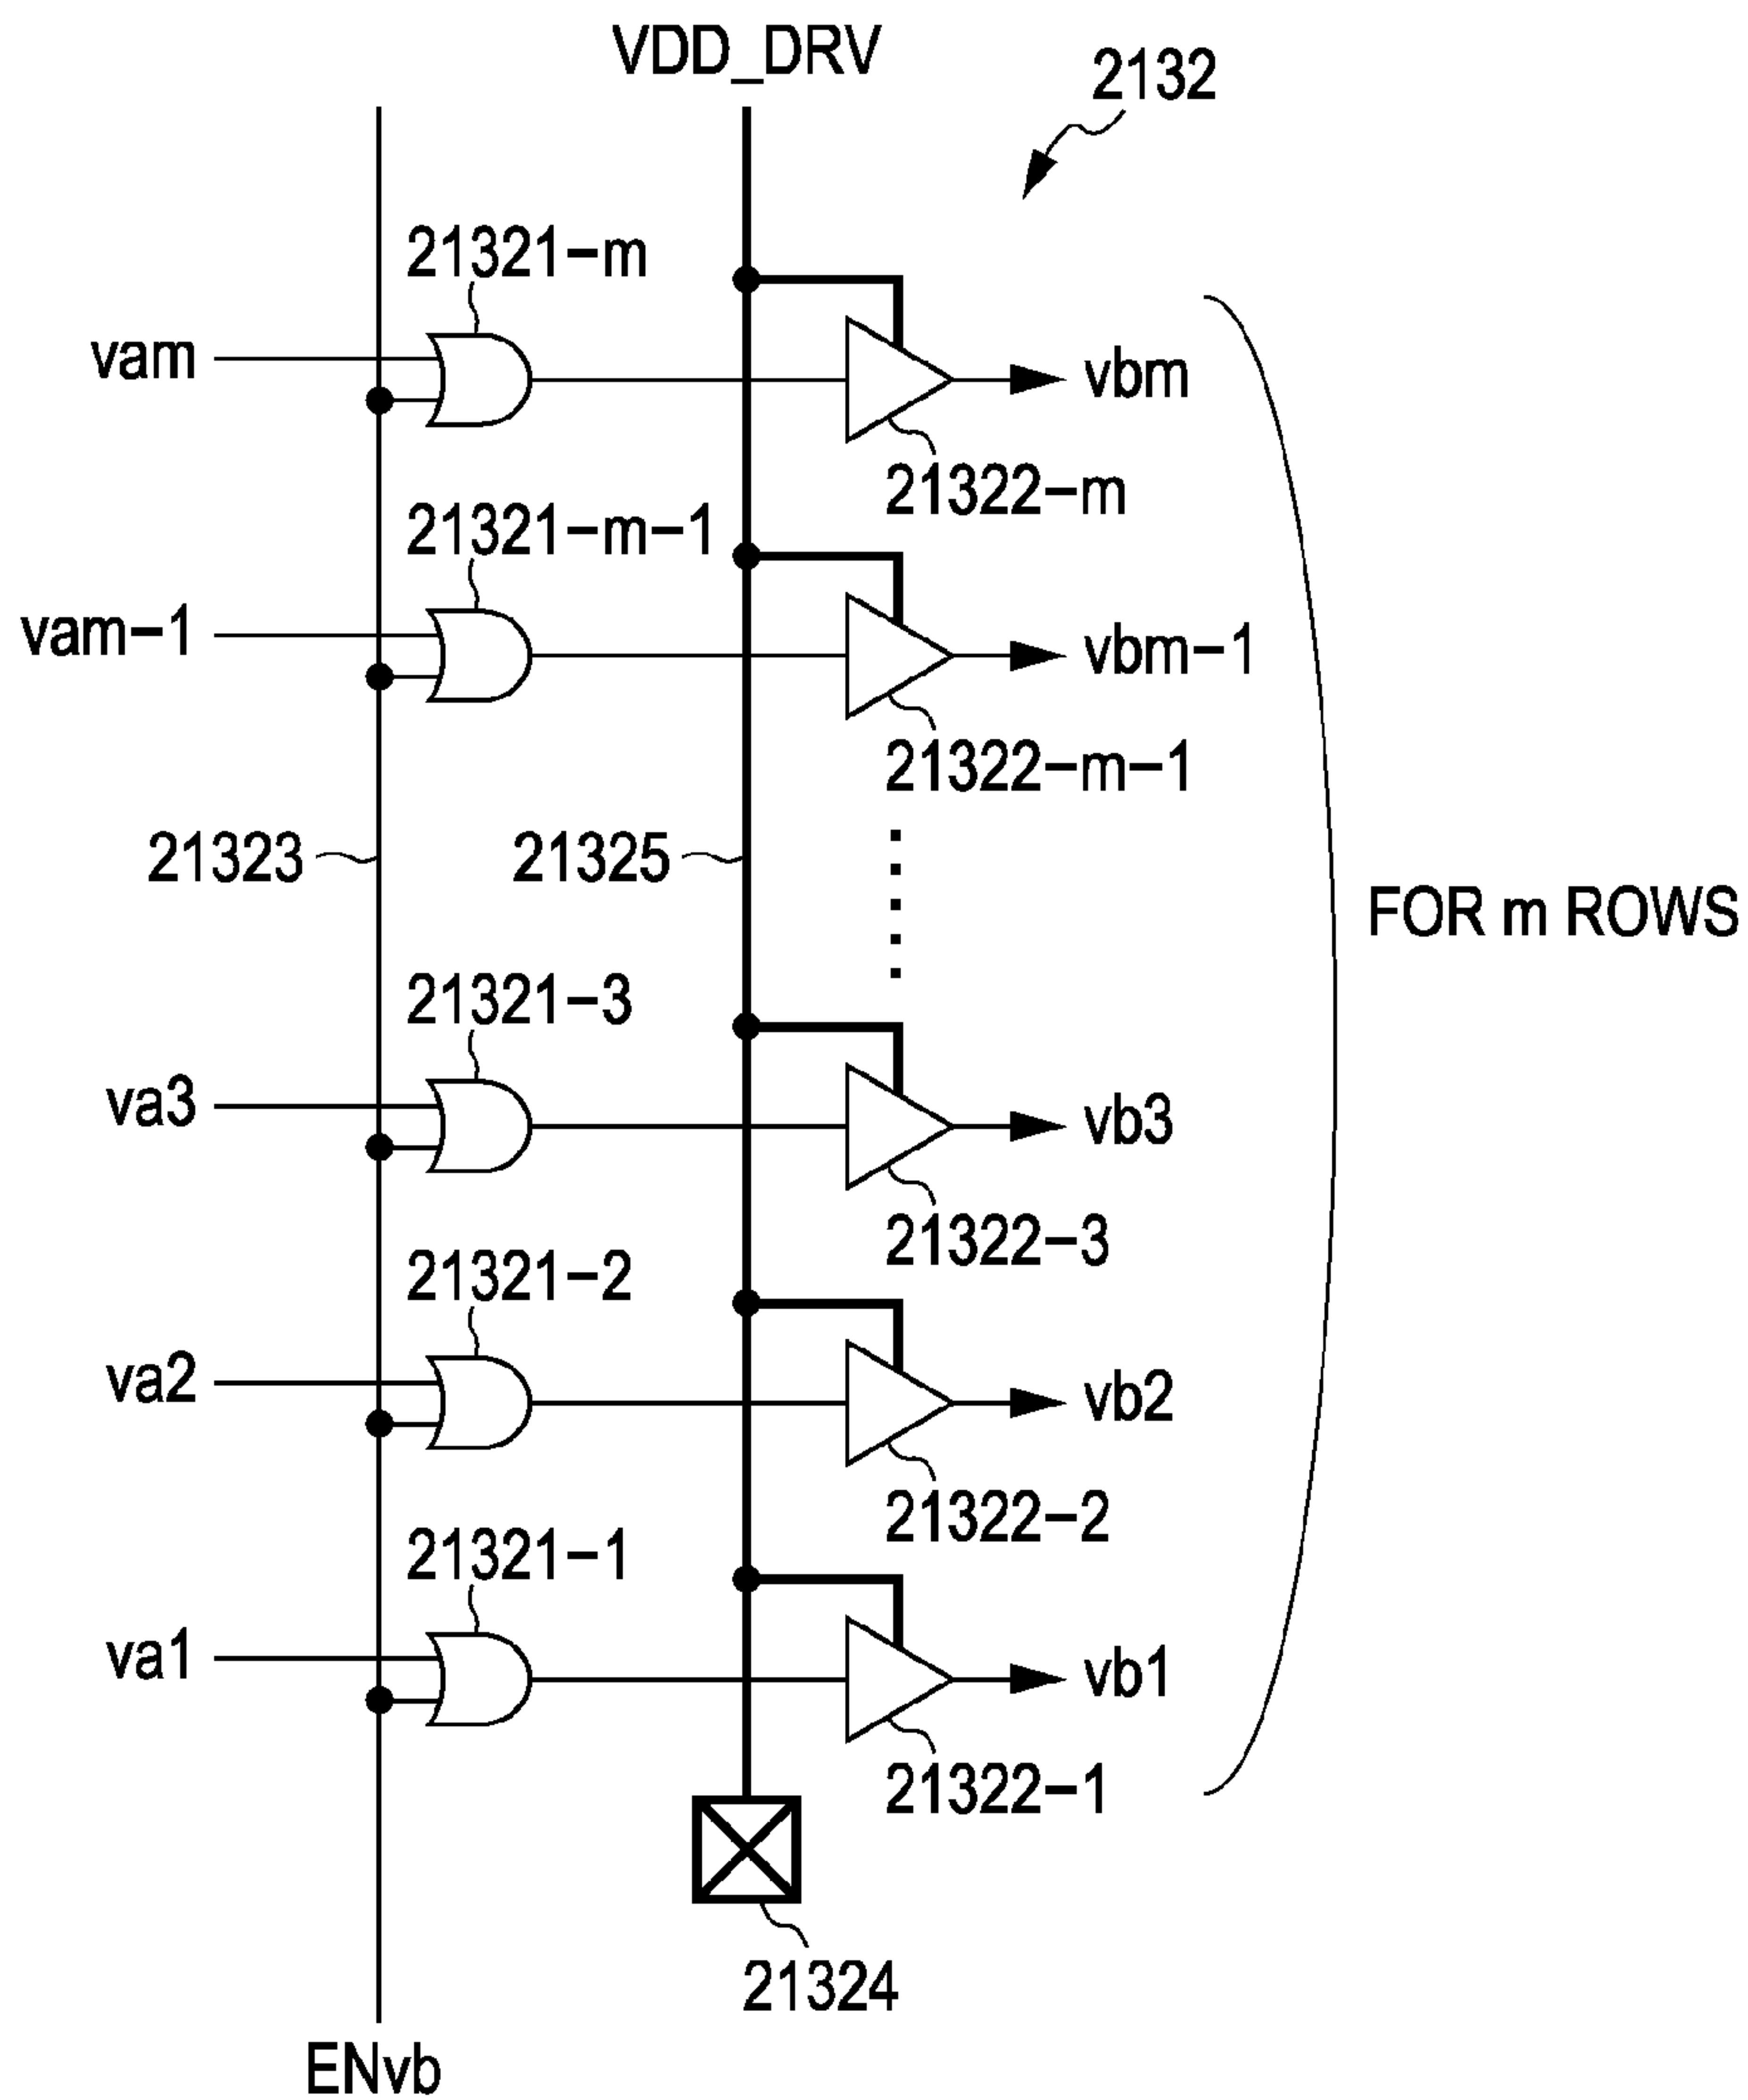 VDD_DRV
2132
21321-m
vam
vbm
21322-m
21321-m-1
vam-1
vbm-1
21322-m-1
21323
21325
FOR m ROWS
21321-3
va3
vb3
21322-3
21321-2
va2
vb2
21322-2
21321-1
va1
vb1
21322-1
21324
ENvb